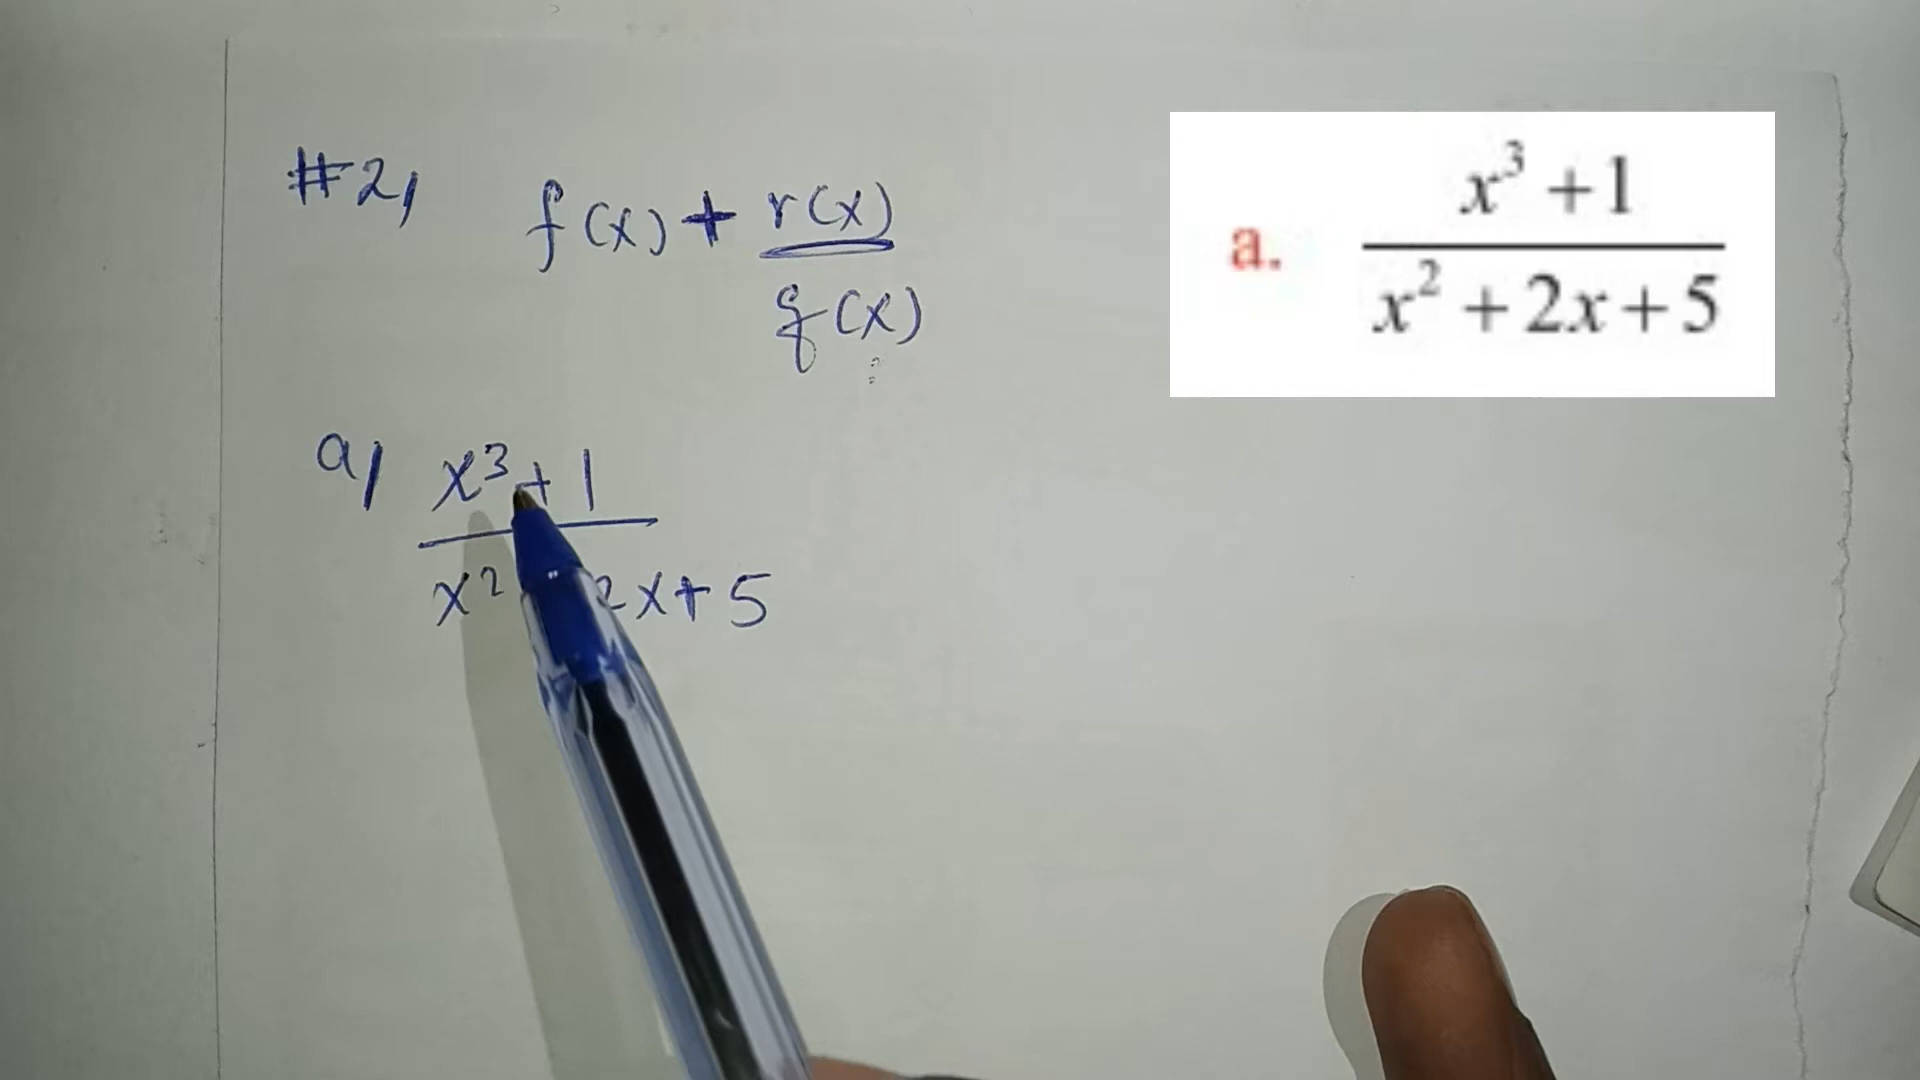 #2, f(x) + r(x)
q(x)
a) x³ + 1
x² 2x + 5
a. x³ + 1
x² + 2x + 5